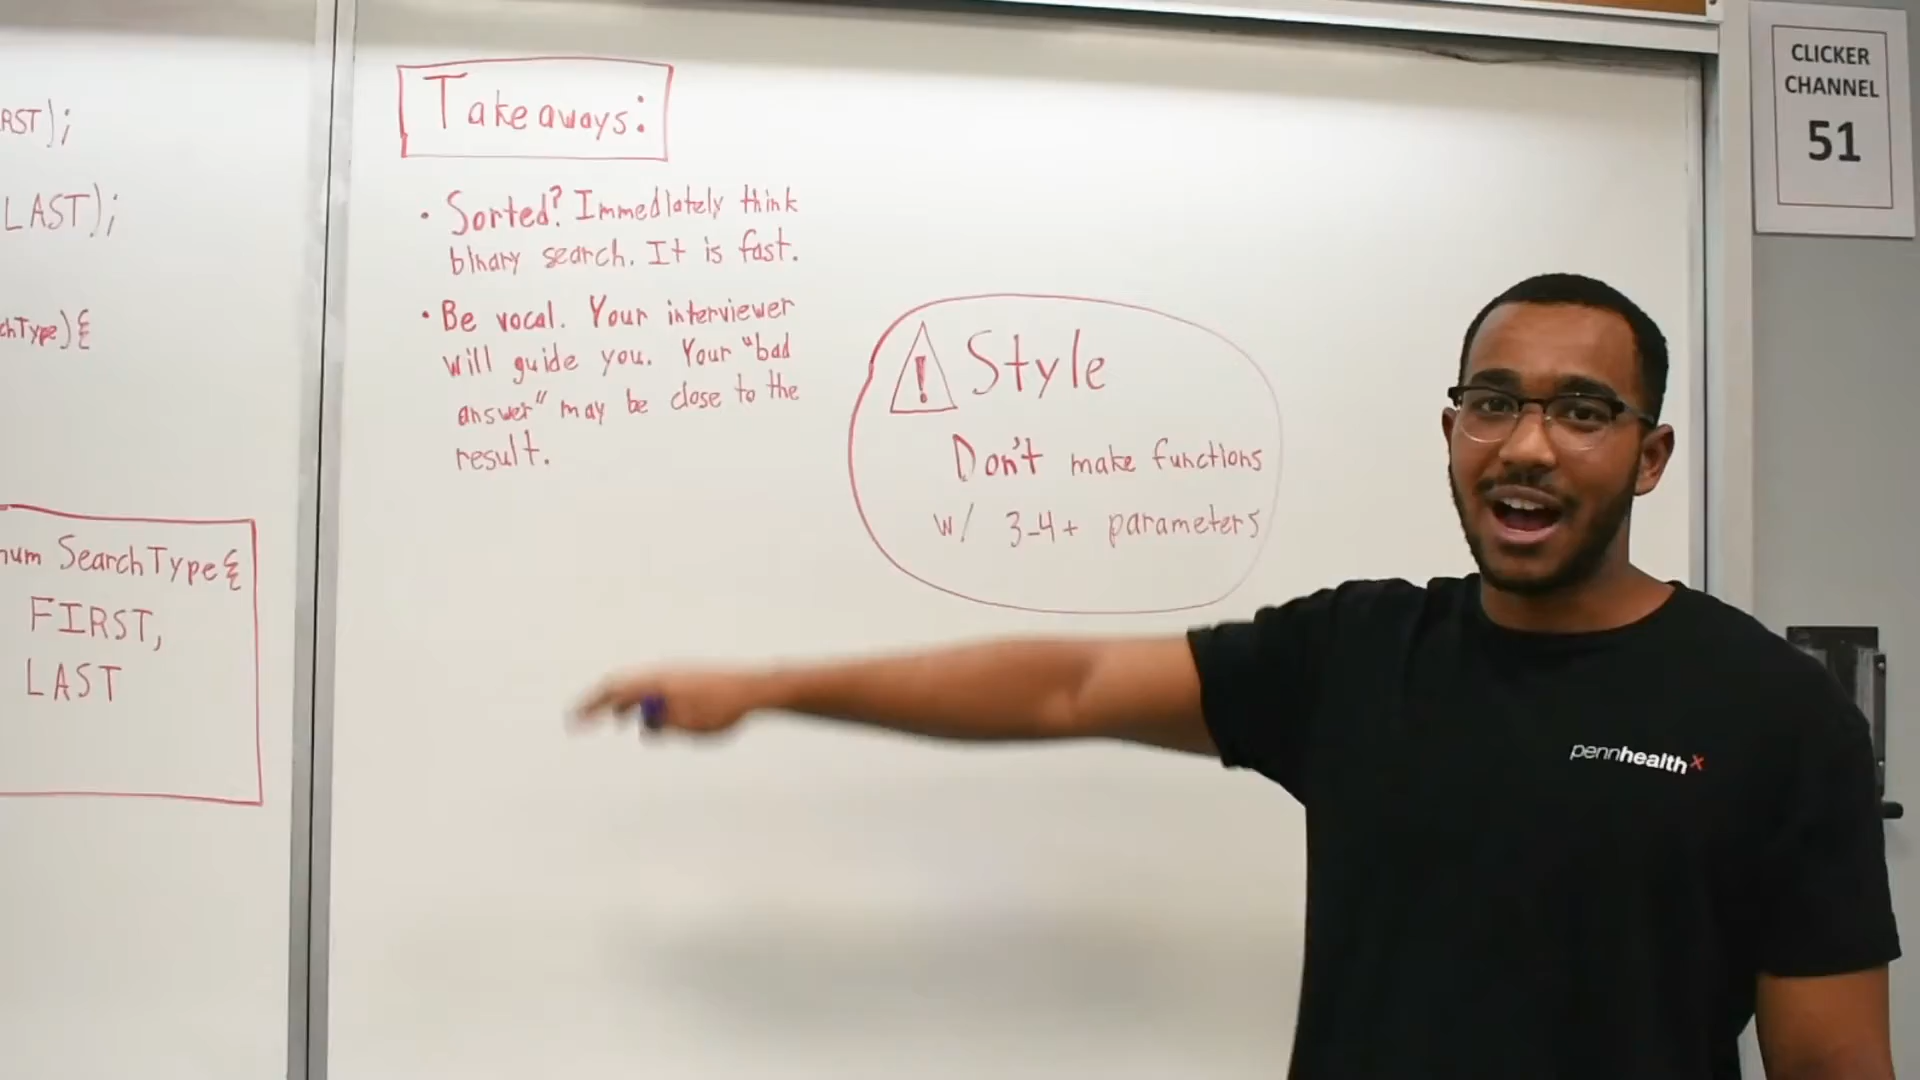 RST);
LAST);
chType){
num SearchType{
FIRST,
LAST
Takeaways:
• Sorted? Immediately think
binary search. It is fast.
• Be vocal. Your interviewer
will guide you. Your "bad
answer" may be close to the
result.
! Style
Don't make functions
w/ 3-4+ parameters
CLICKER
CHANNEL
51
pennhealthx